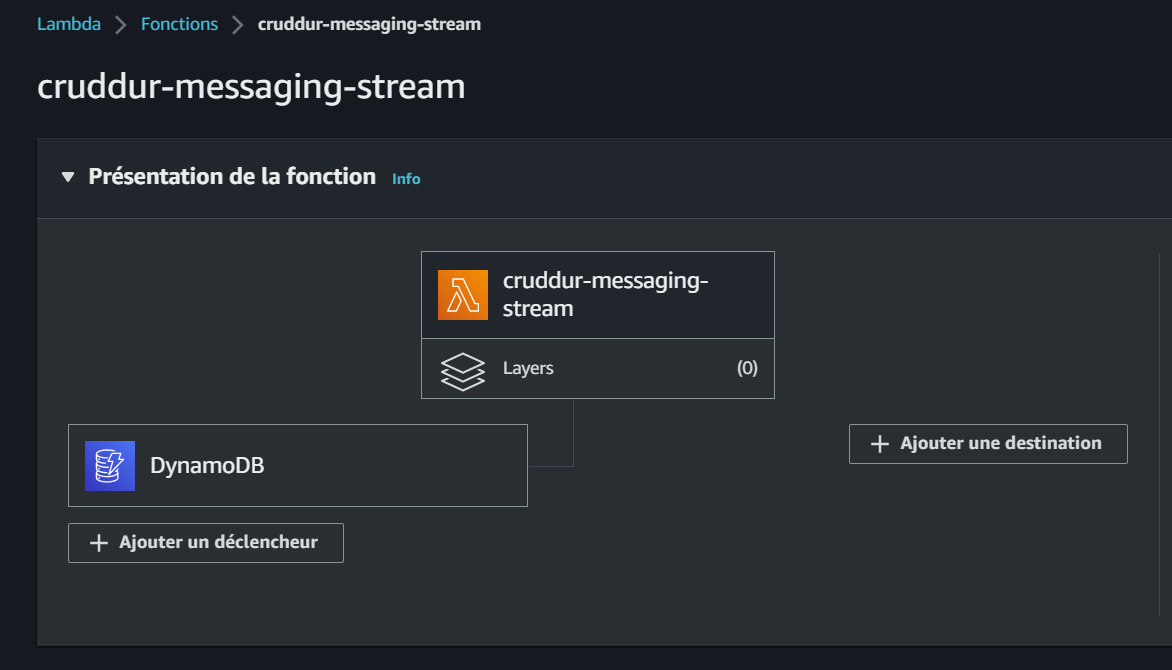 Lambda > Fonctions > cruddur-messaging-stream
cruddur-messaging-stream
Présentation de la fonction Info
cruddur-messaging-
stream
Layers (0)
DynamoDB
+ Ajouter une destination
+ Ajouter un déclencheur